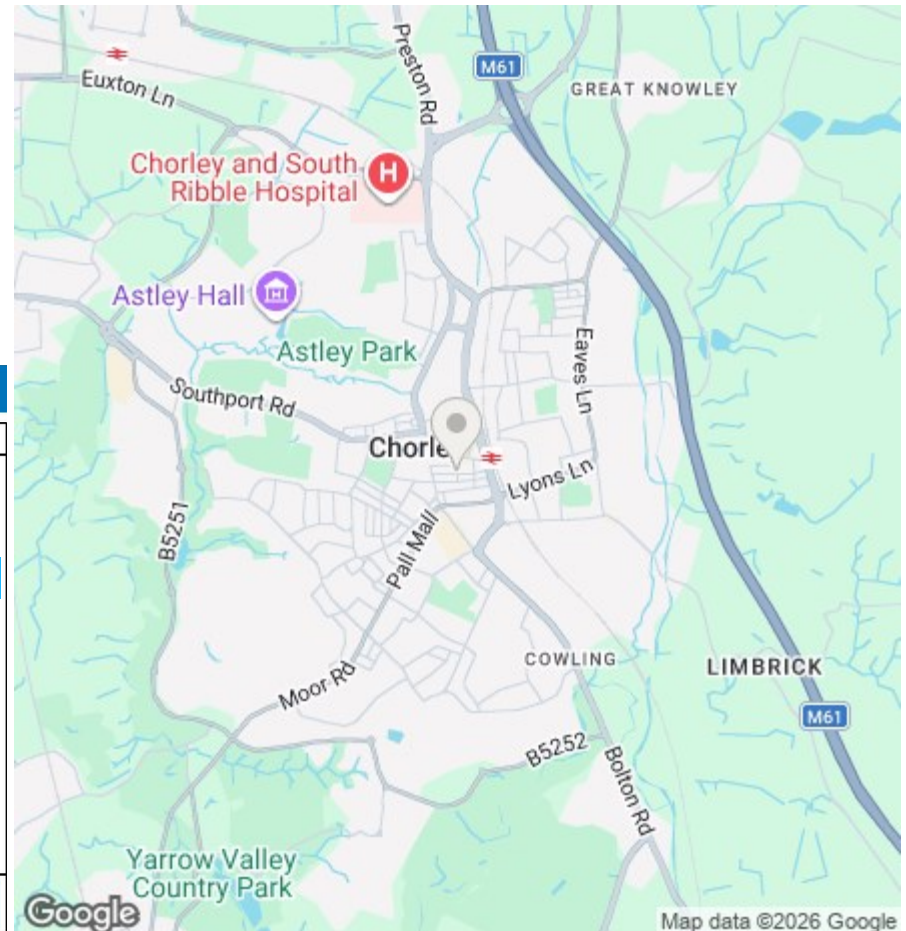 Preston Rd
M61
GREAT KNOWLEY
Euxton Ln
Chorley and South
Ribble Hospital
H
Astley Hall
Astley Park
Eaves Ln
Southport Rd
Chorle
Lyons Ln
B5251
Pall Mall
COWLING
LIMBRICK
Moor Rd
M61
B5252
Bolton Rd
Yarrow Valley
Country Park
Google
Map data ©2026 Google